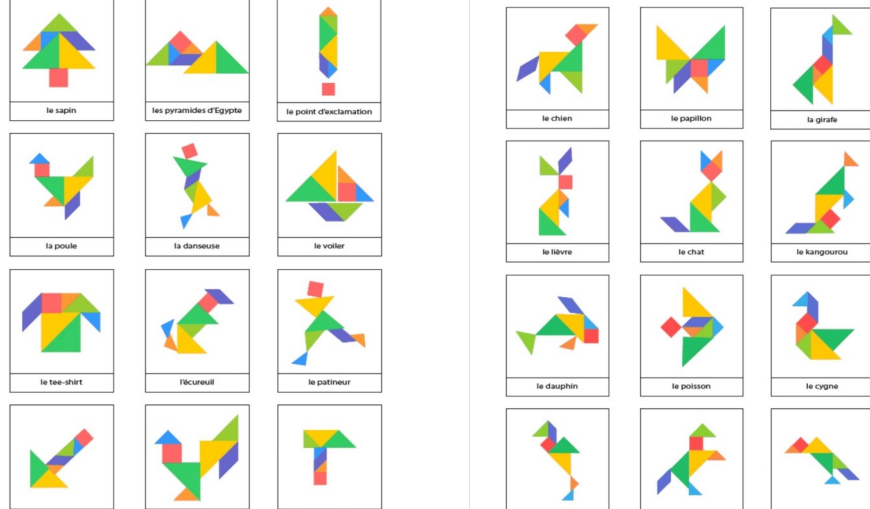 le sapin
les pyramides d'Egypte
le point d'exclamation
la poule
la danseuse
le voiler
le tee-shirt
l'écureuil
le patineur
le chien
le papillon
la girafe
le lièvre
le chat
le kangourou
le dauphin
le poisson
le cygne